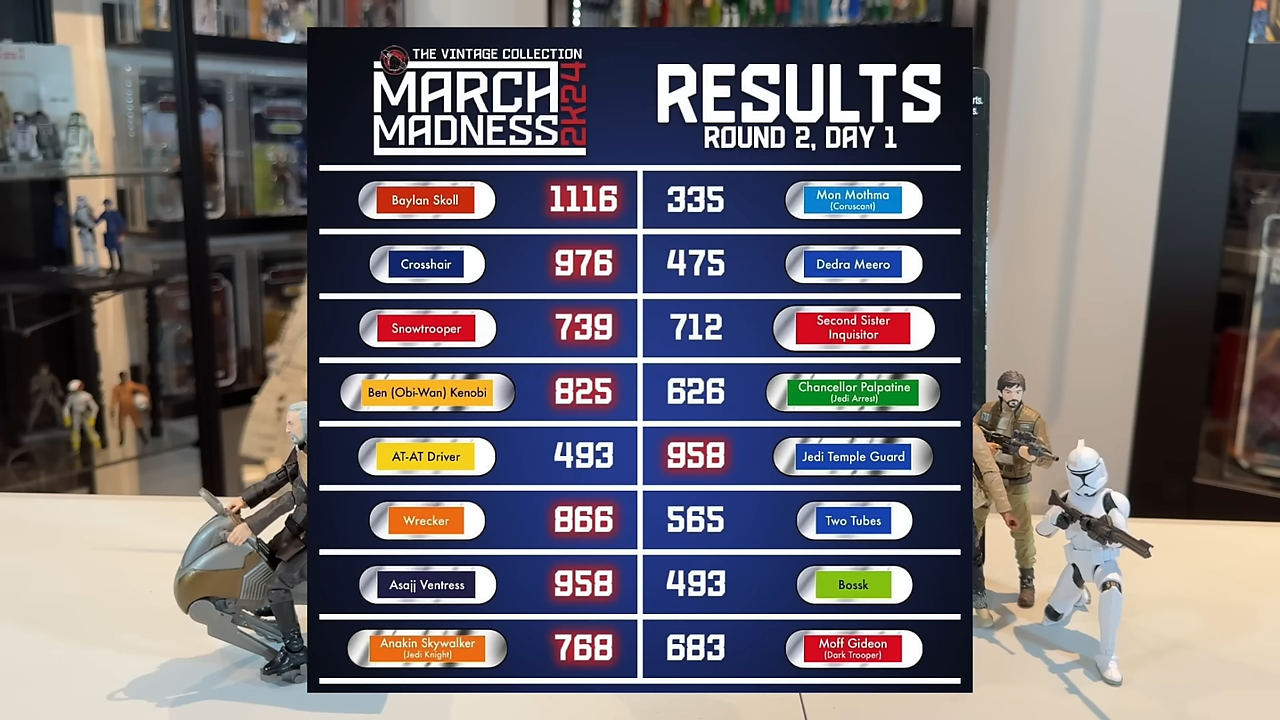 THE VINTAGE COLLECTION
MARCH
MADNESS
2K24
RESULTS
ROUND 2, DAY 1
Baylan Skoll 1116 335 Mon Mothma
(Coruscant)
Crosshair 976 475 Dedra Meero
Snowtrooper 739 712 Second Sister
Inquisitor
Ben (Obi-Wan) Kenobi 825 626 Chancellor Palpatine
(Jedi Arrest)
AT-AT Driver 493 958 Jedi Temple Guard
Wrecker 866 565 Two Tubes
Asajj Ventress 958 493 Bossk
Anakin Skywalker 768 683 Moff Gideon
(Jedi Knight) (Dark Trooper)